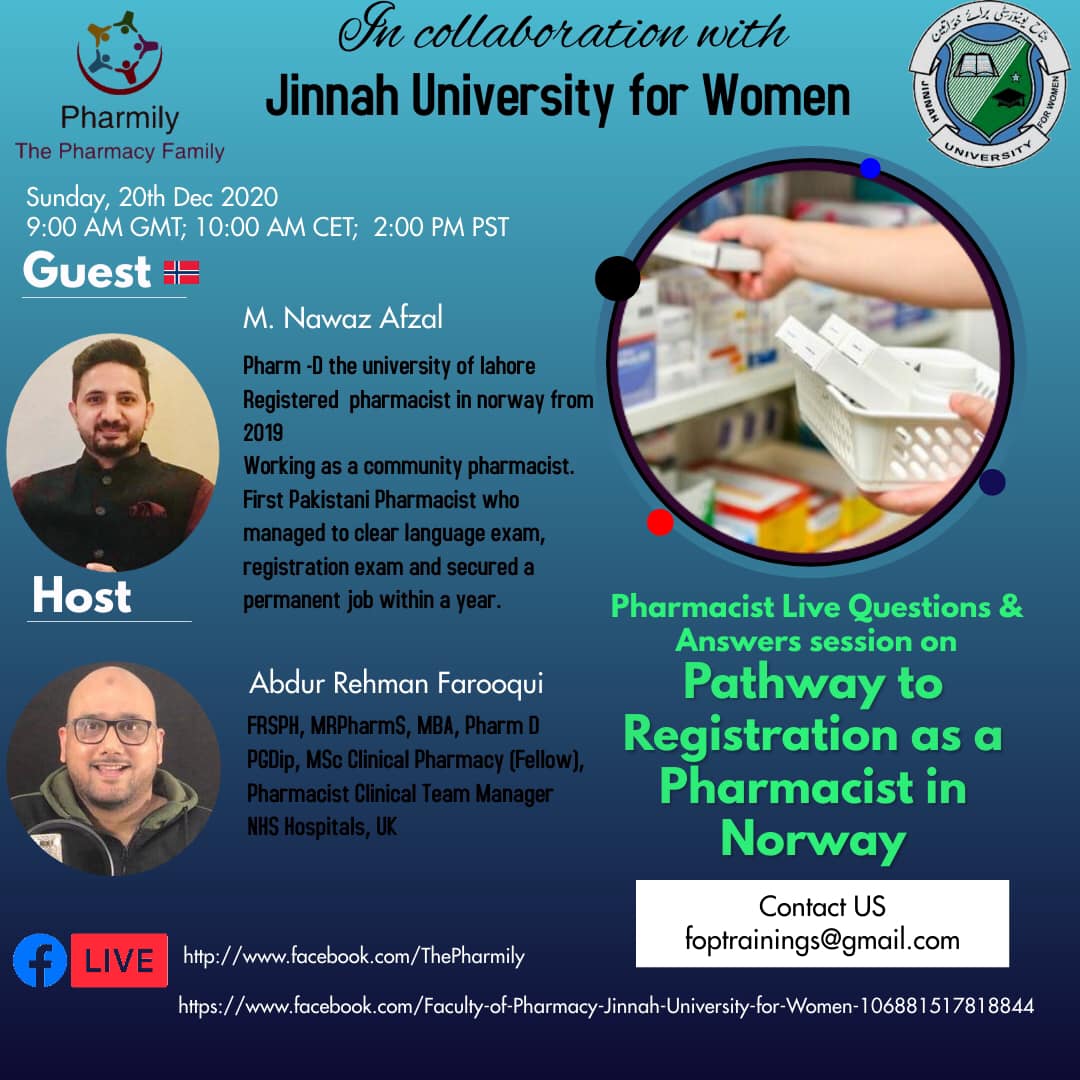 In collaboration with
Jinnah University for Women
Pharmily
The Pharmacy Family
جناح یونیورسٹی برائے خواتین
JINNAH
UNIVERSITY
FOR WOMEN
Sunday, 20th Dec 2020
9:00 AM GMT; 10:00 AM CET; 2:00 PM PST
Guest
M. Nawaz Afzal
Pharm -D the university of lahore
Registered pharmacist in norway from
2019
Working as a community pharmacist.
First Pakistani Pharmacist who
managed to clear language exam,
registration exam and secured a
permanent job within a year.
Host
Abdur Rehman Farooqui
FRSPH, MRPharmS, MBA, Pharm D
PGDip, MSc Clinical Pharmacy (Fellow),
Pharmacist Clinical Team Manager
NHS Hospitals, UK
Pharmacist Live Questions &
Answers session on
Pathway to
Registration as a
Pharmacist in
Norway
Contact US
foptrainings@gmail.com
LIVE
http://www.facebook.com/ThePharmily
https://www.facebook.com/Faculty-of-Pharmacy-Jinnah-University-for-Women-106881517818844